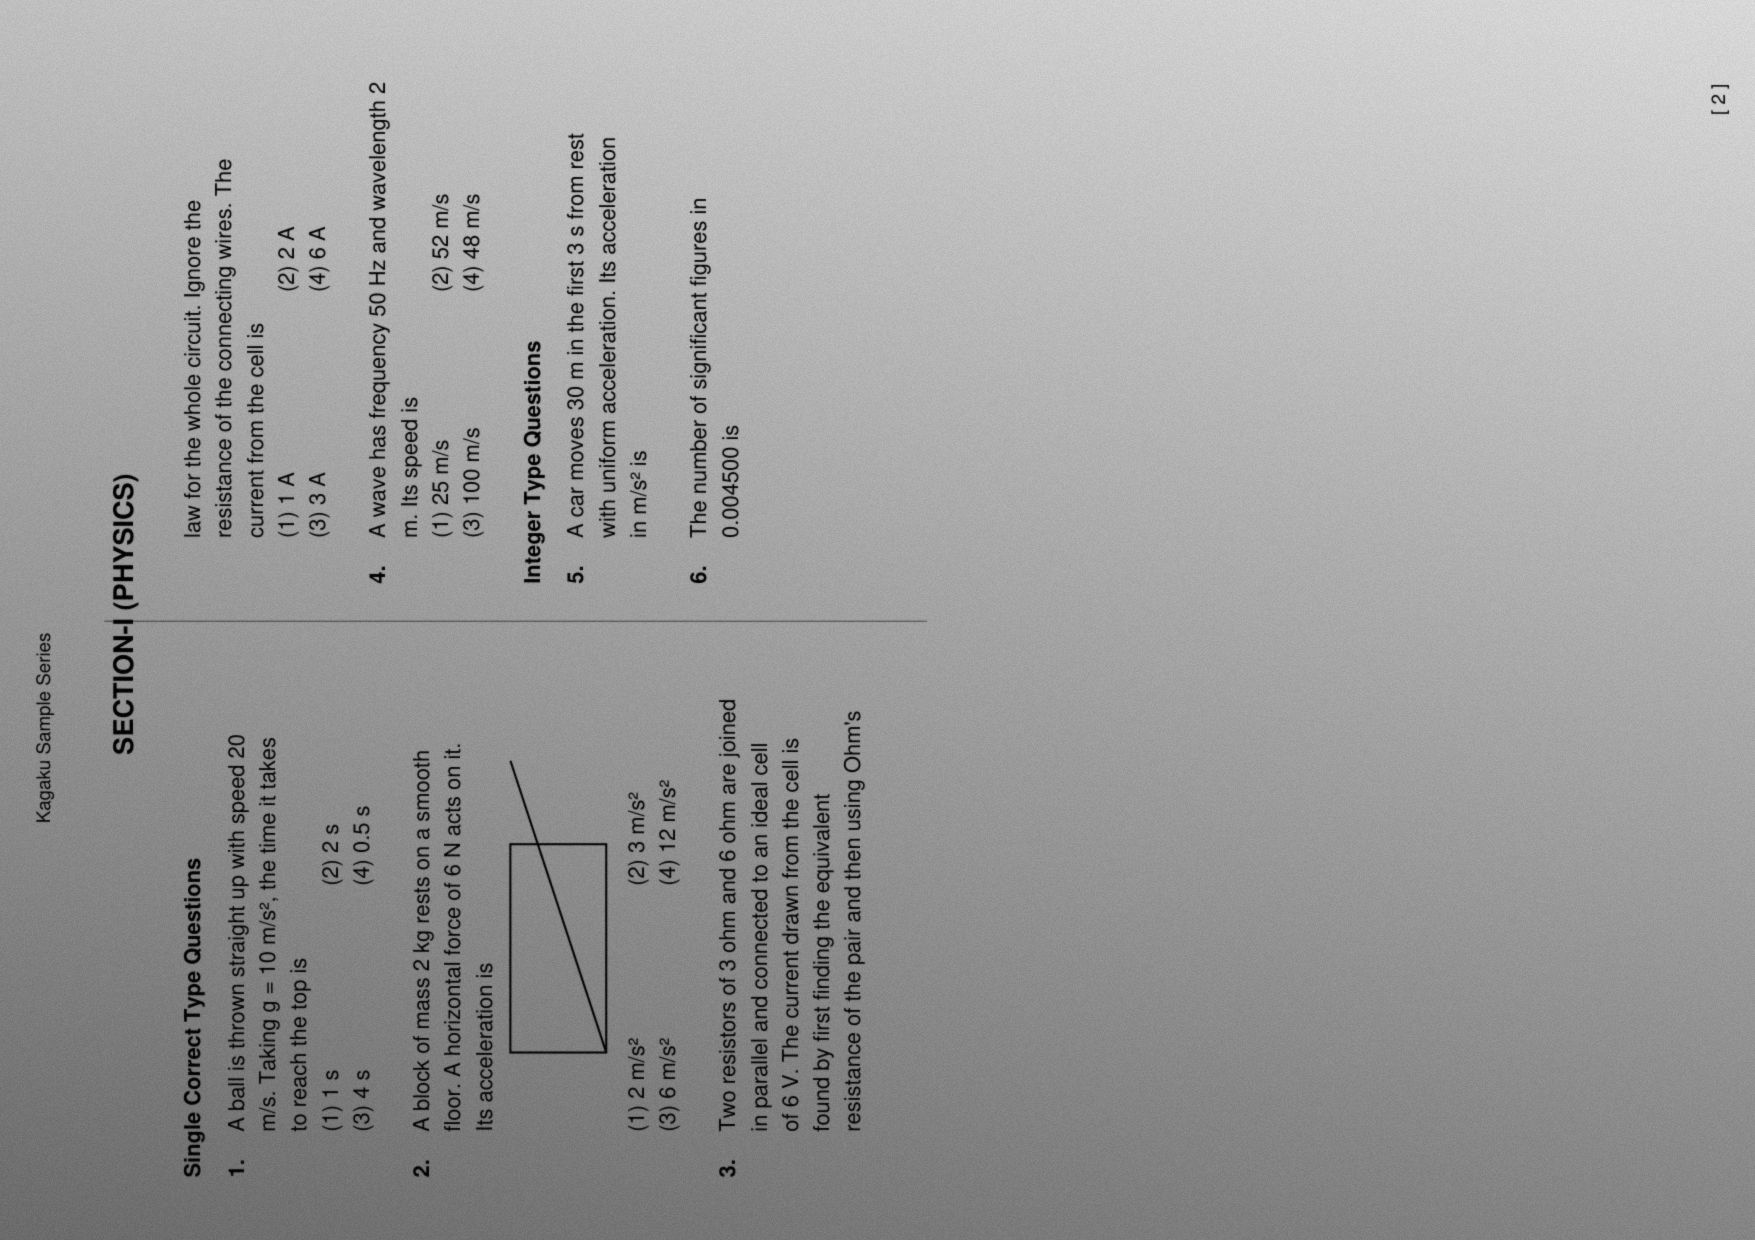 Kagaku Sample Series
SECTION-I (PHYSICS)
Single Correct Type Questions
1. A ball is thrown straight up with speed 20
m/s. Taking g = 10 m/s², the time it takes
to reach the top is
(1) 1 s (2) 2 s
(3) 4 s (4) 0.5 s
2. A block of mass 2 kg rests on a smooth
floor. A horizontal force of 6 N acts on it.
Its acceleration is
(1) 2 m/s² (2) 3 m/s²
(3) 6 m/s² (4) 12 m/s²
3. Two resistors of 3 ohm and 6 ohm are joined
in parallel and connected to an ideal cell
of 6 V. The current drawn from the cell is
found by first finding the equivalent
resistance of the pair and then using Ohm's
law for the whole circuit. Ignore the
resistance of the connecting wires. The
current from the cell is
(1) 1 A (2) 2 A
(3) 3 A (4) 6 A
4. A wave has frequency 50 Hz and wavelength 2
m. Its speed is
(1) 25 m/s (2) 52 m/s
(3) 100 m/s (4) 48 m/s
Integer Type Questions
5. A car moves 30 m in the first 3 s from rest
with uniform acceleration. Its acceleration
in m/s² is
6. The number of significant figures in
0.004500 is
[ 2 ]